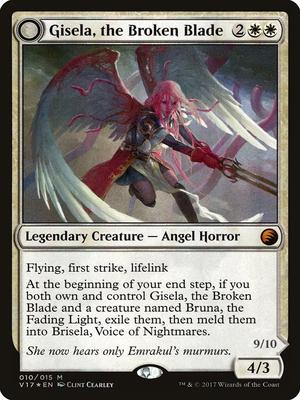 Gisela, the Broken Blade 2
Legendary Creature — Angel Horror
Flying, first strike, lifelink
At the beginning of your end step, if you
both own and control Gisela, the Broken
Blade and a creature named Bruna, the
Fading Light, exile them, then meld them
into Brisela, Voice of Nightmares.
9/10
She now hears only Emrakul's murmurs.
4/3
010/015 M
V17 ★ EN CLINT CEARLEY
™ & © 2017 Wizards of the Coast